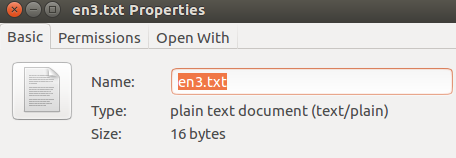 en3.txt Properties
Basic Permissions Open With
Name: en3.txt
Type: plain text document (text/plain)
Size: 16 bytes